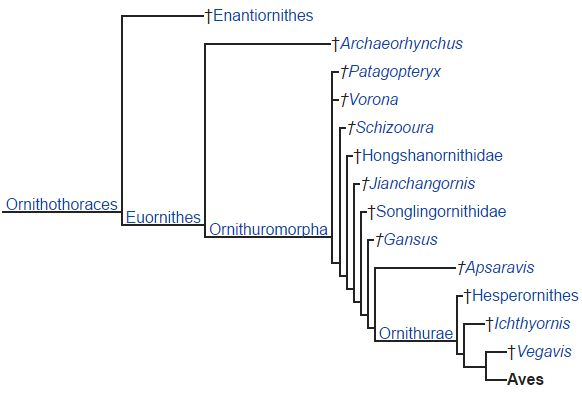 †Enantiornithes
†Archaeorhynchus
†Patagopteryx
†Vorona
†Schizooura
†Hongshanornithidae
†Jianchangornis
Ornithothoraces
†Songlingornithidae
Euornithes
Ornithuromorpha
†Gansus
†Apsaravis
†Hesperornithes
†Ichthyornis
Ornithurae
†Vegavis
Aves